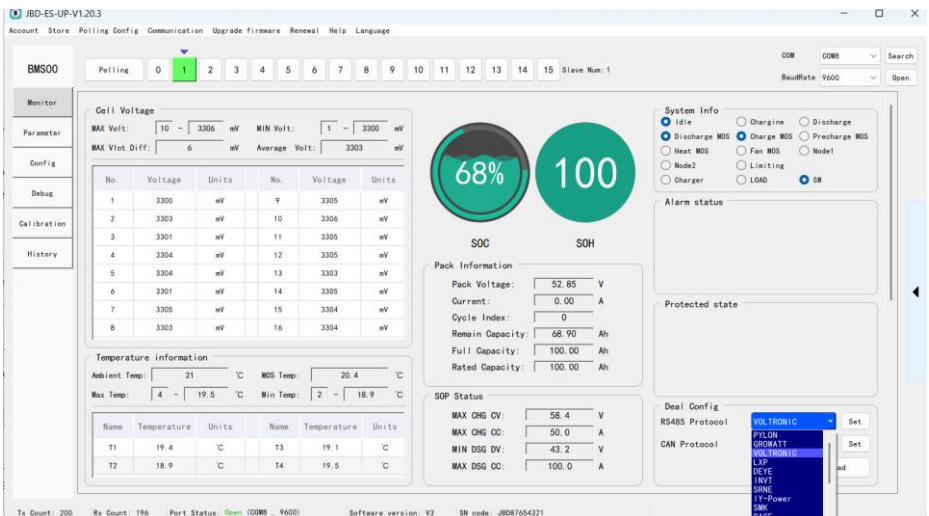 JBD-ES-UP-V1.20.3
Account Store Polling Config Communication Upgrade firmware Renewal Help Language
BMS00
Polling 0 1 2 3 4 5 6 7 8 9 10 11 12 13 14 15 Slave Num: 1
COM COM8 Search
BaudRate 9600 Open
Monitor
Parameter
Config
Debug
Calibration
History
Cell Voltage
MAX Volt: 10 - 3306 mV MIN Volt: 1 - 3300 mV
MAX Vlot Diff: 6 mV Average Volt: 3303 mV
No. Voltage Units No. Voltage Units
1 3300 mV 9 3305 mV
2 3303 mV 10 3306 mV
3 3301 mV 11 3305 mV
4 3304 mV 12 3305 mV
5 3304 mV 13 3303 mV
6 3301 mV 14 3305 mV
7 3305 mV 15 3304 mV
8 3303 mV 16 3304 mV
Temperature information
Ambient Temp: 21 ℃ MOS Temp: 20.4 ℃
Max Temp: 4 - 19.5 ℃ Min Temp: 2 - 18.9 ℃
Name Temperature Units Name Temperature Units
T1 19.4 ℃ T3 19.1 ℃
T2 18.9 ℃ T4 19.5 ℃
68% 100
SOC SOH
Pack Information
Pack Voltage: 52.85 V
Current: 0.00 A
Cycle Index: 0
Remain Capacity: 68.90 Ah
Full Capacity: 100.00 Ah
Rated Capacity: 100.00 Ah
SOP Status
MAX CHG CV: 58.4 V
MAX CHG CC: 50.0 A
MIN DSG DV: 43.2 V
MAX DSG CC: 100.0 A
System Info
Idle Chargine Discharge
Discharge MOS Charge MOS Precharge MOS
Heat MOS Fan MOS Node1
Node2 Limiting
Charger LOAD SW
Alarm status
Protected state
Deal Config
RS485 Protocol VOLTRONIC Set
CAN Protocol Set
PYLON
GROWATT
VOLTRONIC
LXP
DEYE
INVT
SRNE
IY-Power
SMK
ad
Tx Count: 200 Rx Count: 196 Port Status: Open (COM8 , 9600) Software version: V3 SN code: JBD87654321